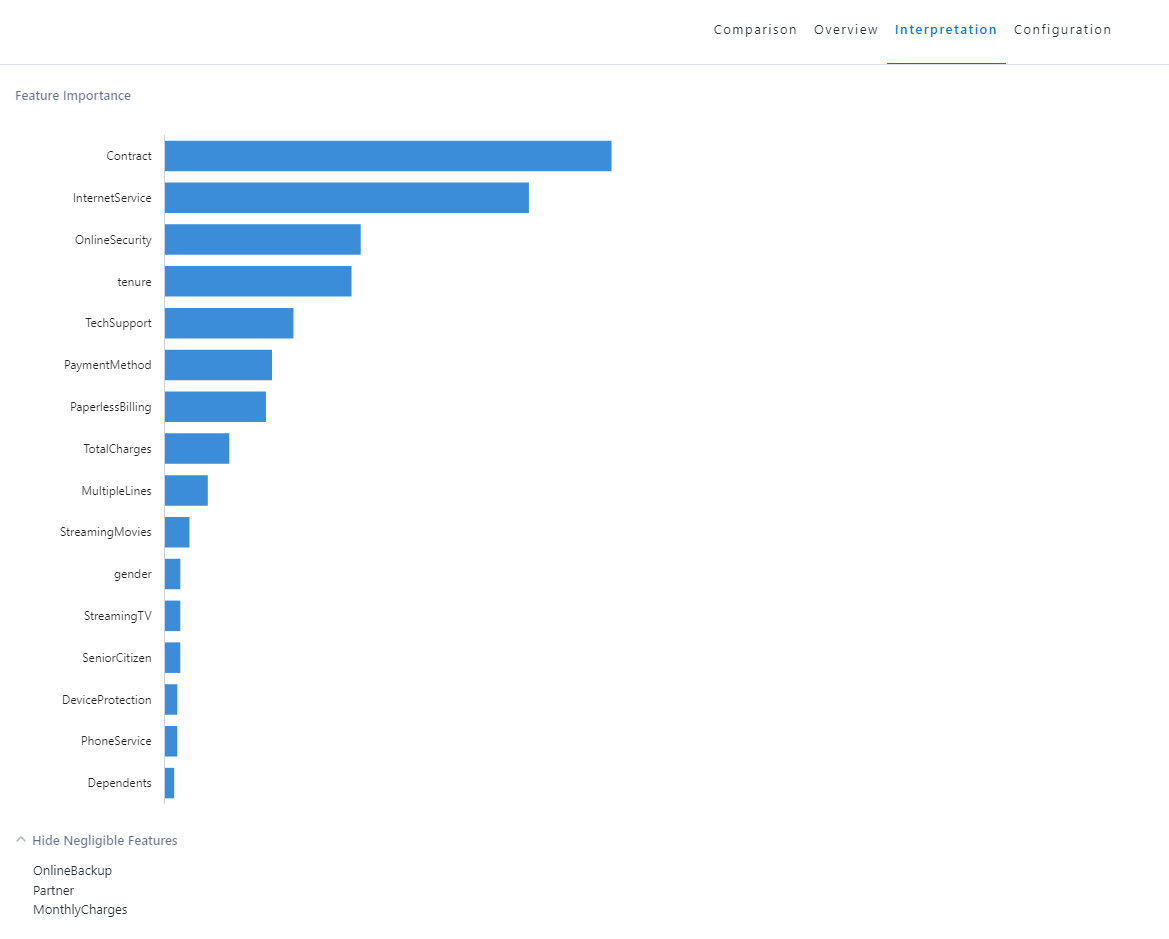 Comparison Overview Interpretation Configuration
Feature Importance
Contract
InternetService
OnlineSecurity
tenure
TechSupport
PaymentMethod
PaperlessBilling
TotalCharges
MultipleLines
StreamingMovies
gender
StreamingTV
SeniorCitizen
DeviceProtection
PhoneService
Dependents
Hide Negligible Features
OnlineBackup
Partner
MonthlyCharges